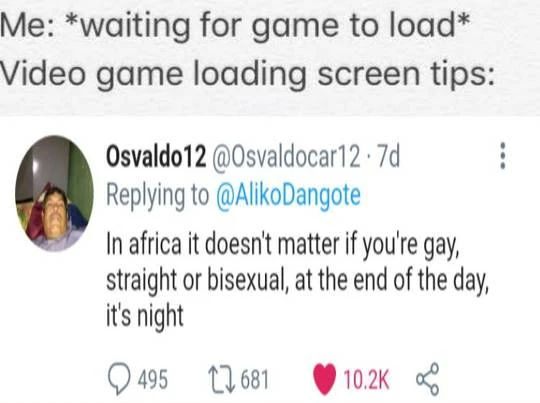 Me: *waiting for game to load*
Video game loading screen tips:
Osvaldo12 @Osvaldocar12 · 7d
Replying to @AlikoDangote
In africa it doesn't matter if you're gay,
straight or bisexual, at the end of the day,
it's night
495 681 10.2K